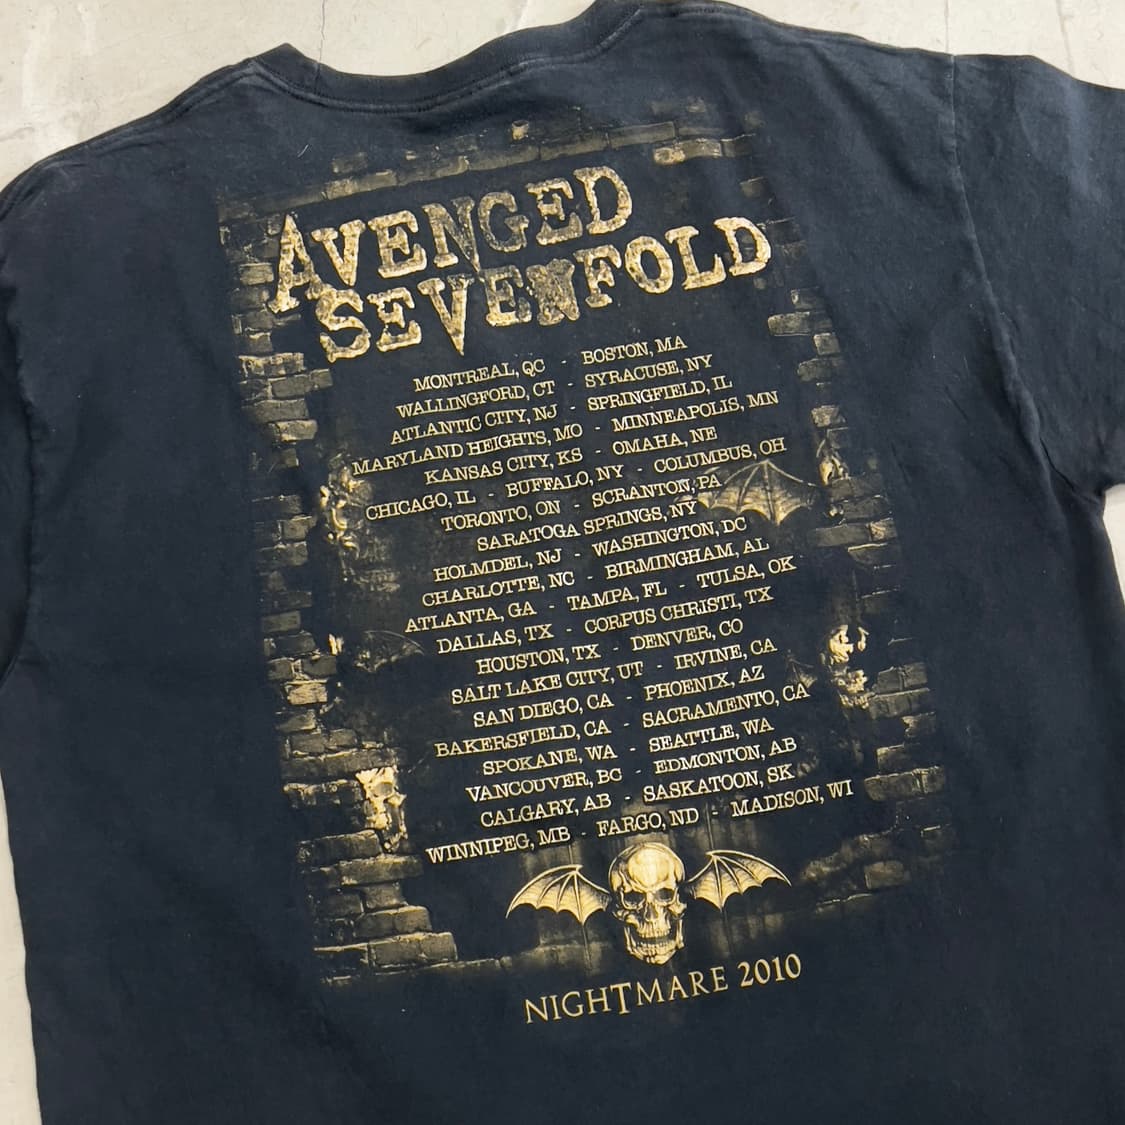 AVENGED
SEVENFOLD
MONTREAL, QC - BOSTON, MA
WALLINGFORD, CT - SYRACUSE, NY
ATLANTIC CITY, NJ - SPRINGFIELD, IL
MARYLAND HEIGHTS, MO - MINNEAPOLIS, MN
KANSAS CITY, KS - OMAHA, NE
CHICAGO, IL - BUFFALO, NY - COLUMBUS, OH
TORONTO, ON - SCRANTON, PA
SARATOGA SPRINGS, NY
HOLMDEL, NJ - WASHINGTON, DC
CHARLOTTE, NC - BIRMINGHAM, AL
ATLANTA, GA - TAMPA, FL - TULSA, OK
DALLAS, TX - CORPUS CHRISTI, TX
HOUSTON, TX - DENVER, CO
SALT LAKE CITY, UT - IRVINE, CA
SAN DIEGO, CA - PHOENIX, AZ
BAKERSFIELD, CA - SACRAMENTO, CA
SPOKANE, WA - SEATTLE, WA
VANCOUVER, BC - EDMONTON, AB
CALGARY, AB - SASKATOON, SK
WINNIPEG, MB - FARGO, ND - MADISON, WI
NIGHTMARE 2010